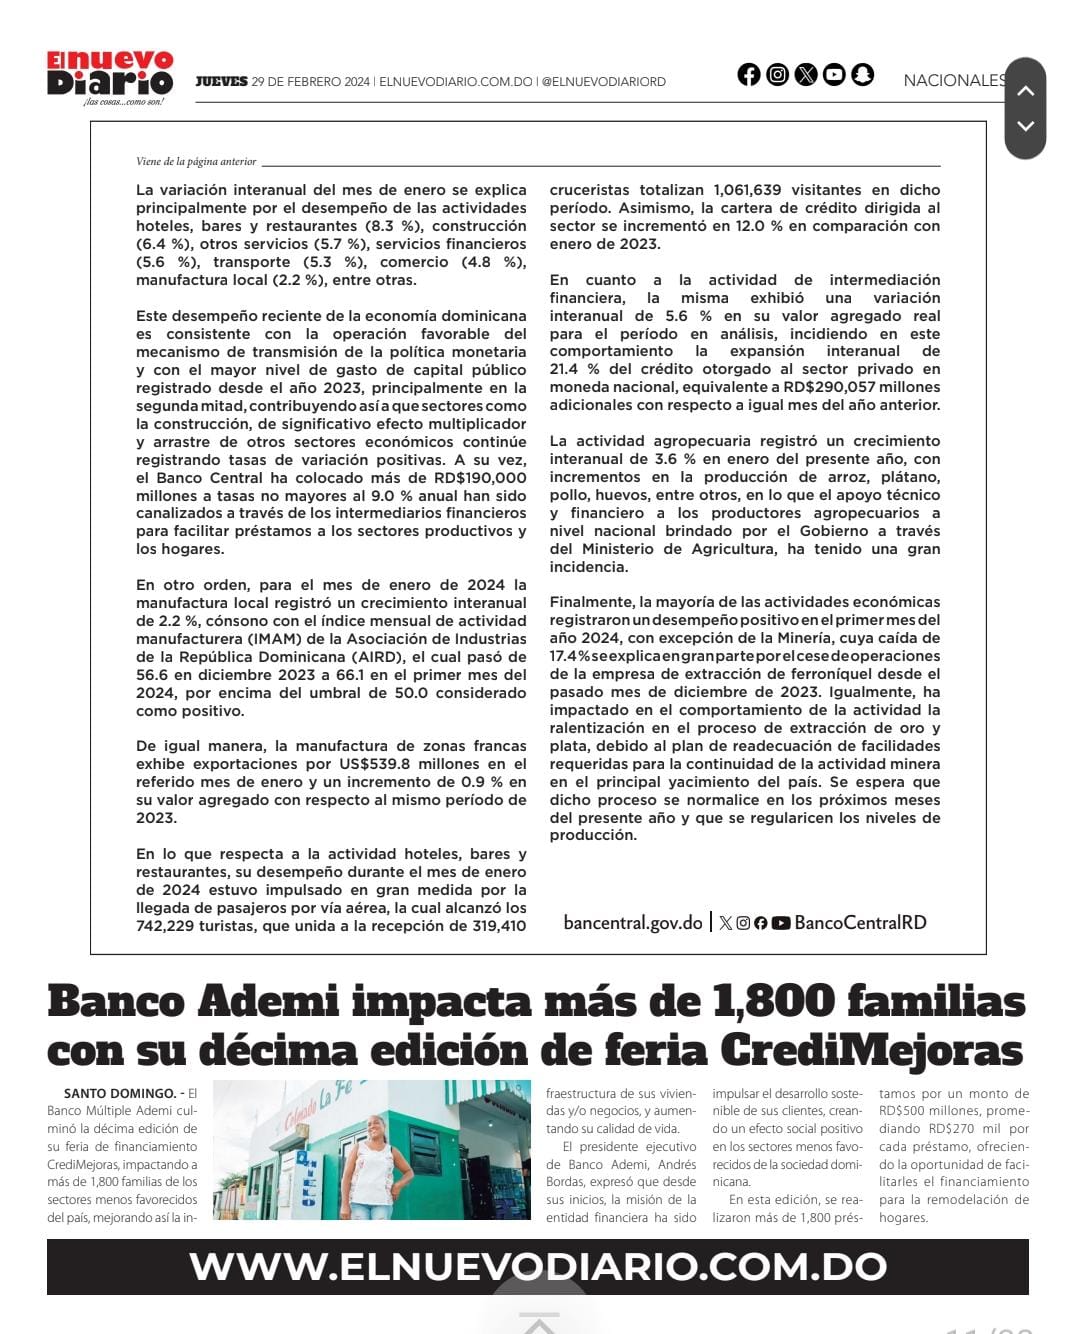 El nuevo
Diario
¡las cosas...como son!
JUEVES 29 DE FEBRERO 2024 | ELNUEVODIARIO.COM.DO | @ELNUEVODIARIORD
NACIONALES
Viene de la página anterior
La variación interanual del mes de enero se explica
principalmente por el desempeño de las actividades
hoteles, bares y restaurantes (8.3 %), construcción
(6.4 %), otros servicios (5.7 %), servicios financieros
(5.6 %), transporte (5.3 %), comercio (4.8 %),
manufactura local (2.2 %), entre otras.
Este desempeño reciente de la economía dominicana
es consistente con la operación favorable del
mecanismo de transmisión de la política monetaria
y con el mayor nivel de gasto de capital público
registrado desde el año 2023, principalmente en la
segunda mitad, contribuyendo así a que sectores como
la construcción, de significativo efecto multiplicador
y arrastre de otros sectores económicos continúe
registrando tasas de variación positivas. A su vez,
el Banco Central ha colocado más de RD$190,000
millones a tasas no mayores al 9.0 % anual han sido
canalizados a través de los intermediarios financieros
para facilitar préstamos a los sectores productivos y
los hogares.
En otro orden, para el mes de enero de 2024 la
manufactura local registró un crecimiento interanual
de 2.2 %, cónsono con el índice mensual de actividad
manufacturera (IMAM) de la Asociación de Industrias
de la República Dominicana (AIRD), el cual pasó de
56.6 en diciembre 2023 a 66.1 en el primer mes del
2024, por encima del umbral de 50.0 considerado
como positivo.
De igual manera, la manufactura de zonas francas
exhibe exportaciones por US$539.8 millones en el
referido mes de enero y un incremento de 0.9 % en
su valor agregado con respecto al mismo período de
2023.
En lo que respecta a la actividad hoteles, bares y
restaurantes, su desempeño durante el mes de enero
de 2024 estuvo impulsado en gran medida por la
llegada de pasajeros por vía aérea, la cual alcanzó los
742,229 turistas, que unida a la recepción de 319,410
cruceristas totalizan 1,061,639 visitantes en dicho
período. Asimismo, la cartera de crédito dirigida al
sector se incrementó en 12.0 % en comparación con
enero de 2023.
En cuanto a la actividad de intermediación
financiera, la misma exhibió una variación
interanual de 5.6 % en su valor agregado real
para el período en análisis, incidiendo en este
comportamiento la expansión interanual de
21.4 % del crédito otorgado al sector privado en
moneda nacional, equivalente a RD$290,057 millones
adicionales con respecto a igual mes del año anterior.
La actividad agropecuaria registró un crecimiento
interanual de 3.6 % en enero del presente año, con
incrementos en la producción de arroz, plátano,
pollo, huevos, entre otros, en lo que el apoyo técnico
y financiero a los productores agropecuarios a
nivel nacional brindado por el Gobierno a través
del Ministerio de Agricultura, ha tenido una gran
incidencia.
Finalmente, la mayoría de las actividades económicas
registraron un desempeño positivo en el primer mes del
año 2024, con excepción de la Minería, cuya caída de
17.4 % se explica en gran parte por el cese de operaciones
de la empresa de extracción de ferroníquel desde el
pasado mes de diciembre de 2023. Igualmente, ha
impactado en el comportamiento de la actividad la
ralentización en el proceso de extracción de oro y
plata, debido al plan de readecuación de facilidades
requeridas para la continuidad de la actividad minera
en el principal yacimiento del país. Se espera que
dicho proceso se normalice en los próximos meses
del presente año y que se regularicen los niveles de
producción.
bancentral.gov.do | BancoCentralRD
Banco Ademi impacta más de 1,800 familias
con su décima edición de feria CrediMejoras
SANTO DOMINGO. - El
Banco Múltiple Ademi cul-
minó la décima edición de
su feria de financiamiento
CrediMejoras, impactando a
más de 1,800 familias de los
sectores menos favorecidos
del país, mejorando así la in-
Colmado La Fe
fraestructura de sus vivien-
das y/o negocios, y aumen-
tando su calidad de vida.
El presidente ejecutivo
de Banco Ademi, Andrés
Bordas, expresó que desde
sus inicios, la misión de la
entidad financiera ha sido
impulsar el desarrollo soste-
nible de sus clientes, crean-
do un efecto social positivo
en los sectores menos favo-
recidos de la sociedad domi-
nicana.
En esta edición, se rea-
lizaron más de 1,800 prés-
tamos por un monto de
RD$500 millones, prome-
diando RD$270 mil por
cada préstamo, ofrecien-
do la oportunidad de faci-
litarles el financiamiento
para la remodelación de
hogares.
WWW.ELNUEVODIARIO.COM.DO